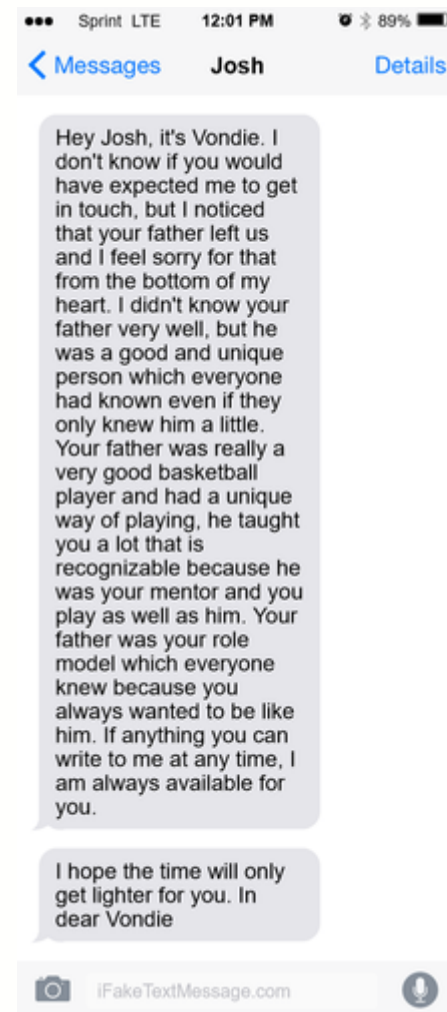 Sprint LTE 12:01 PM 89%
Messages Josh Details
Hey Josh, it's Vondie. I
don't know if you would
have expected me to get
in touch, but I noticed
that your father left us
and I feel sorry for that
from the bottom of my
heart. I didn't know your
father very well, but he
was a good and unique
person which everyone
had known even if they
only knew him a little.
Your father was really a
very good basketball
player and had a unique
way of playing, he taught
you a lot that is
recognizable because he
was your mentor and you
play as well as him. Your
father was your role
model which everyone
knew because you
always wanted to be like
him. If anything you can
write to me at any time, I
am always available for
you.
I hope the time will only
get lighter for you. In
dear Vondie
iFakeTextMessage.com